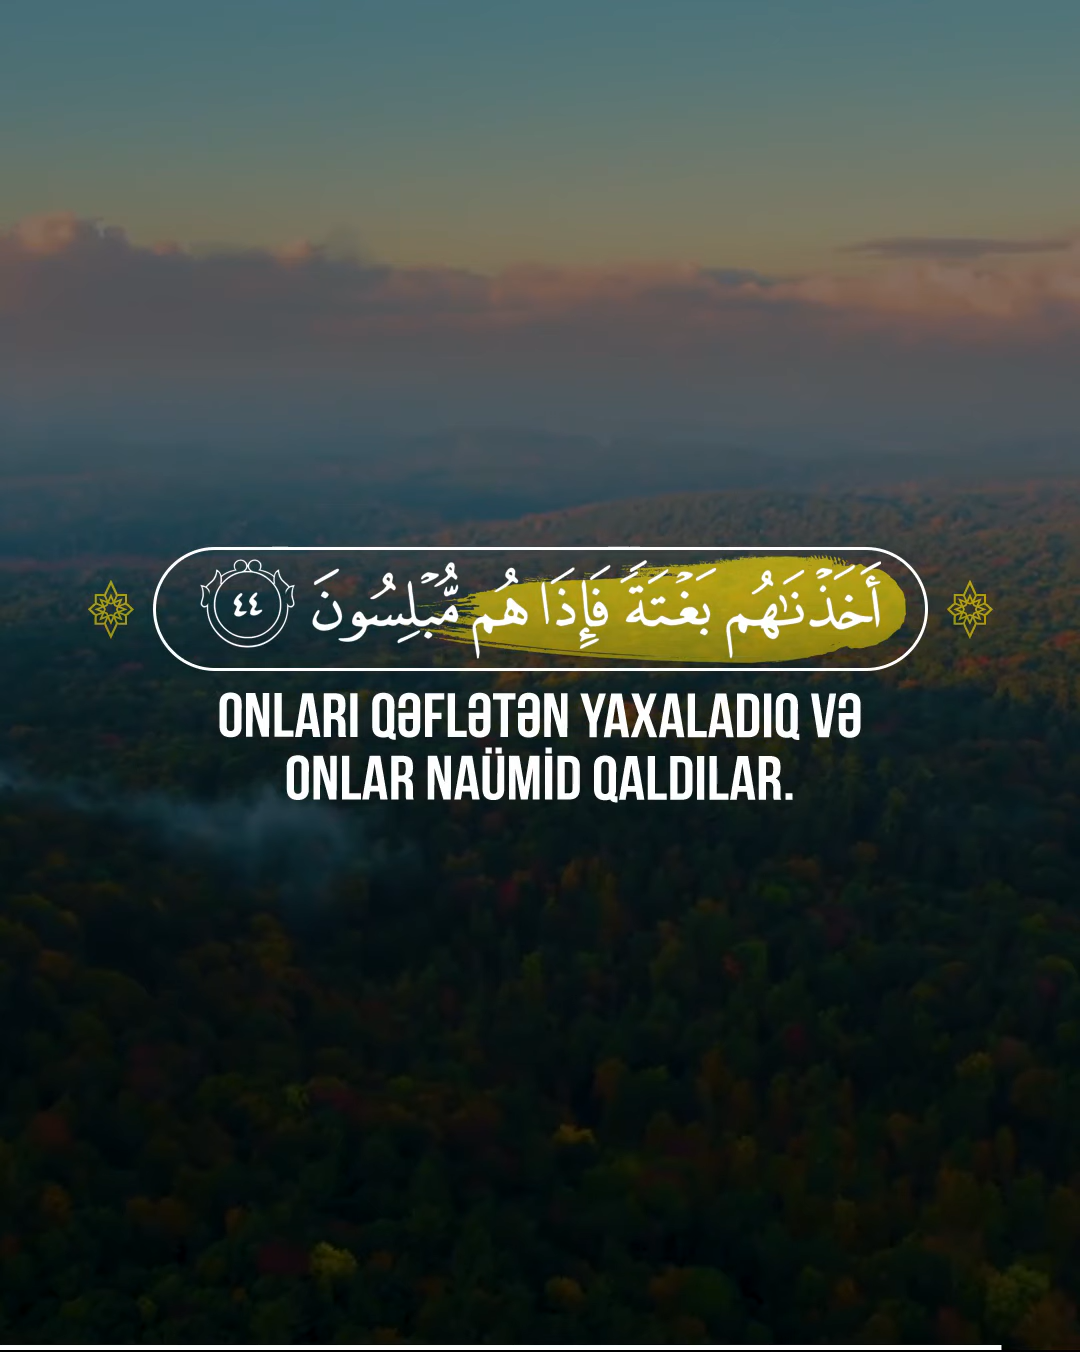 أَخَذْنَـٰهُم بَغْتَةً فَإِذَا هُم مُّبْلِسُونَ ٤٤
ONLARI QƏFLƏTƏN YAXALADIQ VƏ
ONLAR NAÜMİD QALDILAR.